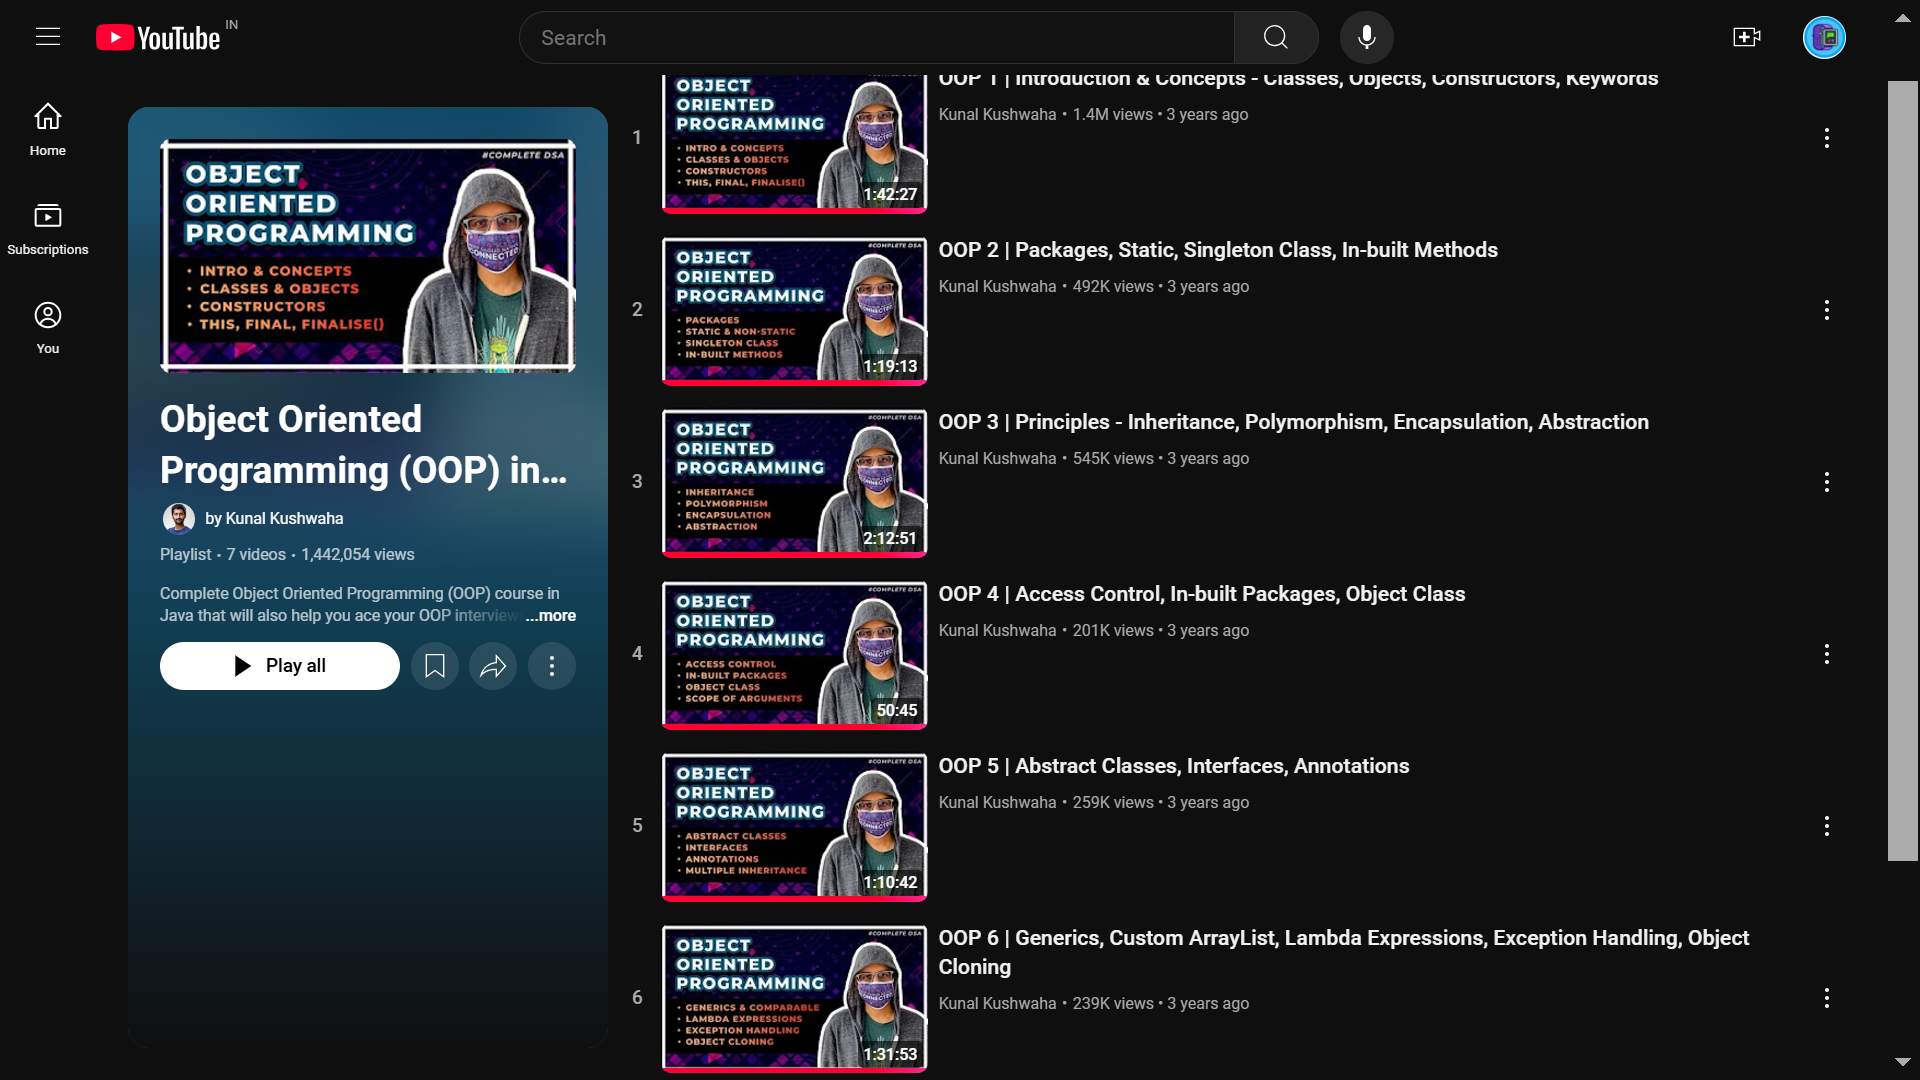 YouTube IN
Search
Home
Subscriptions
You
#COMPLETE DSA
OBJECT
ORIENTED
PROGRAMMING
• INTRO & CONCEPTS
• CLASSES & OBJECTS
• CONSTRUCTORS
• THIS, FINAL, FINALISE()
CONNECTED
Object Oriented
Programming (OOP) in...
by Kunal Kushwaha
Playlist • 7 videos • 1,442,054 views
Complete Object Oriented Programming (OOP) course in
Java that will also help you ace your OOP interview ...more
Play all
1
OBJECT
ORIENTED
PROGRAMMING
• INTRO & CONCEPTS
• CLASSES & OBJECTS
• CONSTRUCTORS
• THIS, FINAL, FINALISE()
CONNECTED
1:42:27
OOP 1 | Introduction & Concepts - Classes, Objects, Constructors, Keywords
Kunal Kushwaha • 1.4M views • 3 years ago
2
#COMPLETE DSA
OBJECT
ORIENTED
PROGRAMMING
• PACKAGES
• STATIC & NON-STATIC
• SINGLETON CLASS
• IN-BUILT METHODS
CONNECTED
1:19:13
OOP 2 | Packages, Static, Singleton Class, In-built Methods
Kunal Kushwaha • 492K views • 3 years ago
3
#COMPLETE DSA
OBJECT
ORIENTED
PROGRAMMING
• INHERITANCE
• POLYMORPHISM
• ENCAPSULATION
• ABSTRACTION
CONNECTED
2:12:51
OOP 3 | Principles - Inheritance, Polymorphism, Encapsulation, Abstraction
Kunal Kushwaha • 545K views • 3 years ago
4
#COMPLETE DSA
OBJECT
ORIENTED
PROGRAMMING
• ACCESS CONTROL
• IN-BUILT PACKAGES
• OBJECT CLASS
• SCOPE OF ARGUMENTS
CONNECTED
50:45
OOP 4 | Access Control, In-built Packages, Object Class
Kunal Kushwaha • 201K views • 3 years ago
5
#COMPLETE DSA
OBJECT
ORIENTED
PROGRAMMING
• ABSTRACT CLASSES
• INTERFACES
• ANNOTATIONS
• MULTIPLE INHERITANCE
CONNECTED
1:10:42
OOP 5 | Abstract Classes, Interfaces, Annotations
Kunal Kushwaha • 259K views • 3 years ago
6
#COMPLETE DSA
OBJECT
ORIENTED
PROGRAMMING
• GENERICS & COMPARABLE
• LAMBDA EXPRESSIONS
• EXCEPTION HANDLING
• OBJECT CLONING
CONNECTED
1:31:53
OOP 6 | Generics, Custom ArrayList, Lambda Expressions, Exception Handling, Object
Cloning
Kunal Kushwaha • 239K views • 3 years ago